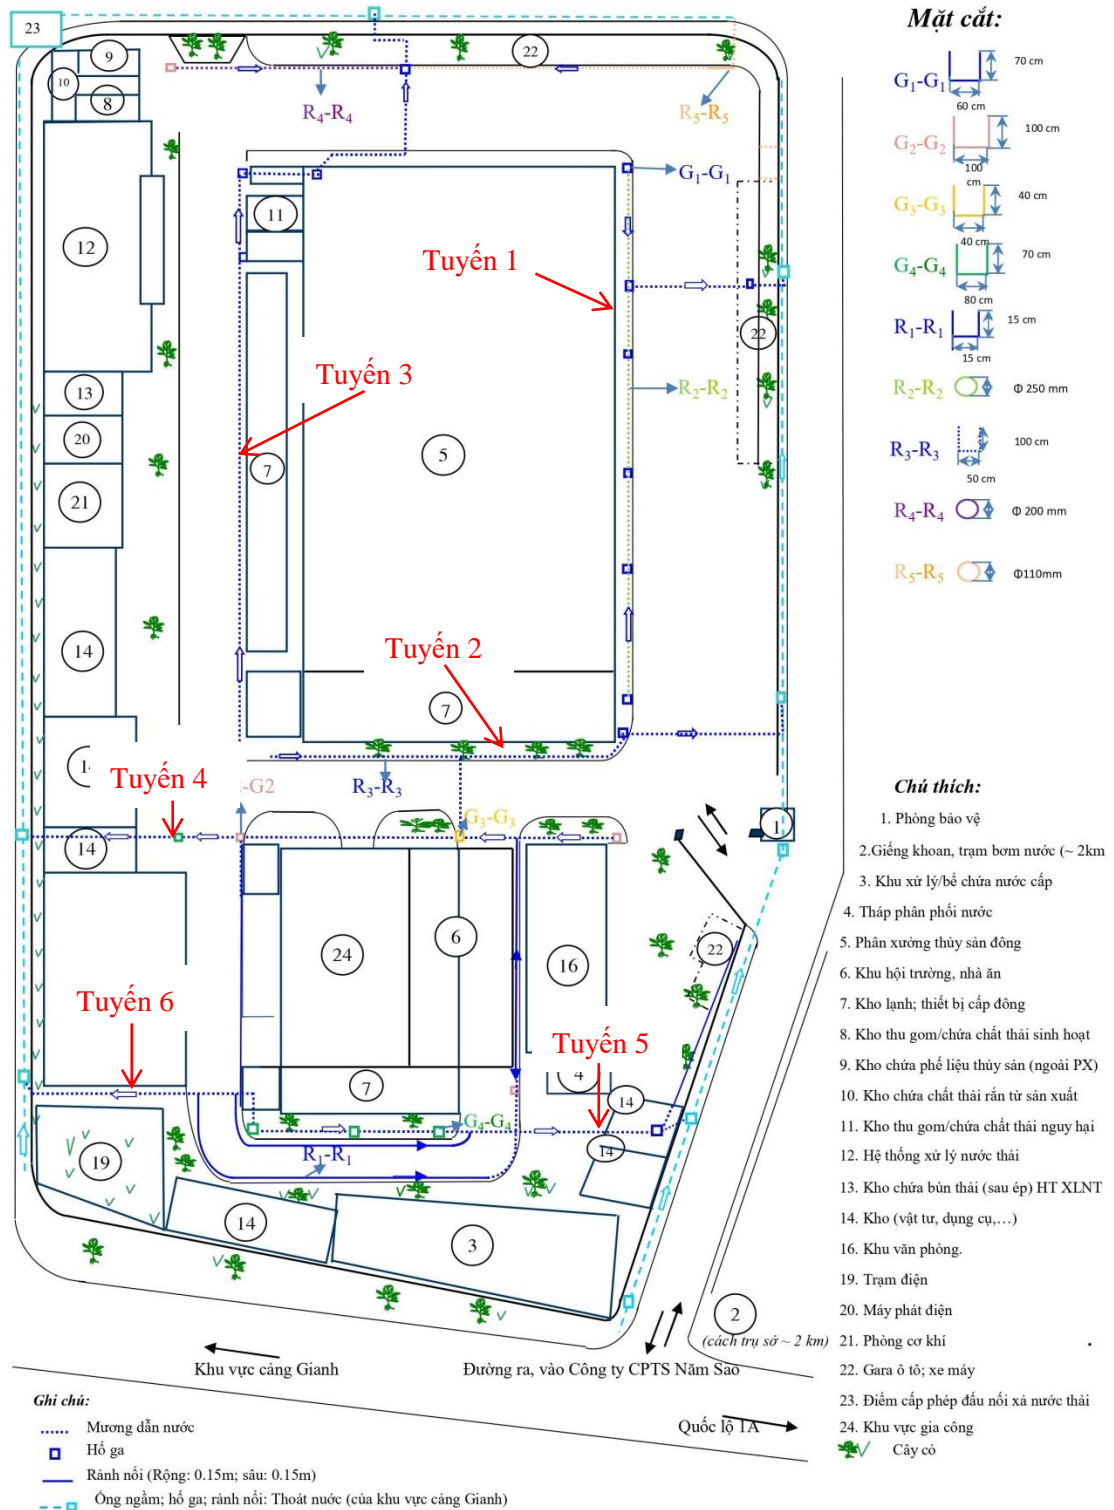 Mặt cắt:
23
9
10
8
22
R4-R4
R5-R5
G1-G1
70 cm
60 cm
G2-G2
100 cm
100
cm
G3-G3
40 cm
40 cm
G4-G4
70 cm
80 cm
R1-R1
15 cm
15 cm
R2-R2
Φ 250 mm
R3-R3
100 cm
50 cm
R4-R4
Φ 200 mm
R5-R5
Φ110mm
G1-G1
11
12
Tuyến 1
22
Tuyến 3
13
R2-R2
20
5
7
21
14
Tuyến 2
7
Tuyến 4
-G2
R3-R3
G3-G3
14
1
24
6
16
22
Tuyến 6
Tuyến 5
7
4
14
G4-G4
14
R1-R1
19
14
3
2
(cách trụ sở ~ 2 km)
Khu vực cảng Gianh
Đường ra, vào Công ty CPTS Năm Sao
Quốc lộ 1A
Chú thích:
1. Phòng bảo vệ
2.Giếng khoan, trạm bơm nước (~ 2km
3. Khu xử lý/bể chứa nước cấp
4. Tháp phân phối nước
5. Phân xưởng thủy sản đông
6. Khu hội trường, nhà ăn
7. Kho lạnh; thiết bị cấp đông
8. Kho thu gom/chứa chất thải sinh hoạt
9. Kho chứa phế liệu thủy sản (ngoài PX)
10. Kho chứa chất thải rắn từ sản xuất
11. Kho thu gom/chứa chất thải nguy hại
12. Hệ thống xử lý nước thải
13. Kho chứa bùn thải (sau ép) HT XLNT
14. Kho (vật tư, dụng cụ,…)
16. Khu văn phòng.
19. Trạm điện
20. Máy phát điện
21. Phòng cơ khí
22. Gara ô tô; xe máy
23. Điểm cấp phép đấu nối xả nước thải
24. Khu vực gia công
Cây cỏ
Ghi chú:
Mương dẫn nước
Hố ga
Rãnh nổi (Rộng: 0.15m; sâu: 0.15m)
Ống ngầm; hố ga; rãnh nổi: Thoát nước (của khu vực cảng Gianh)